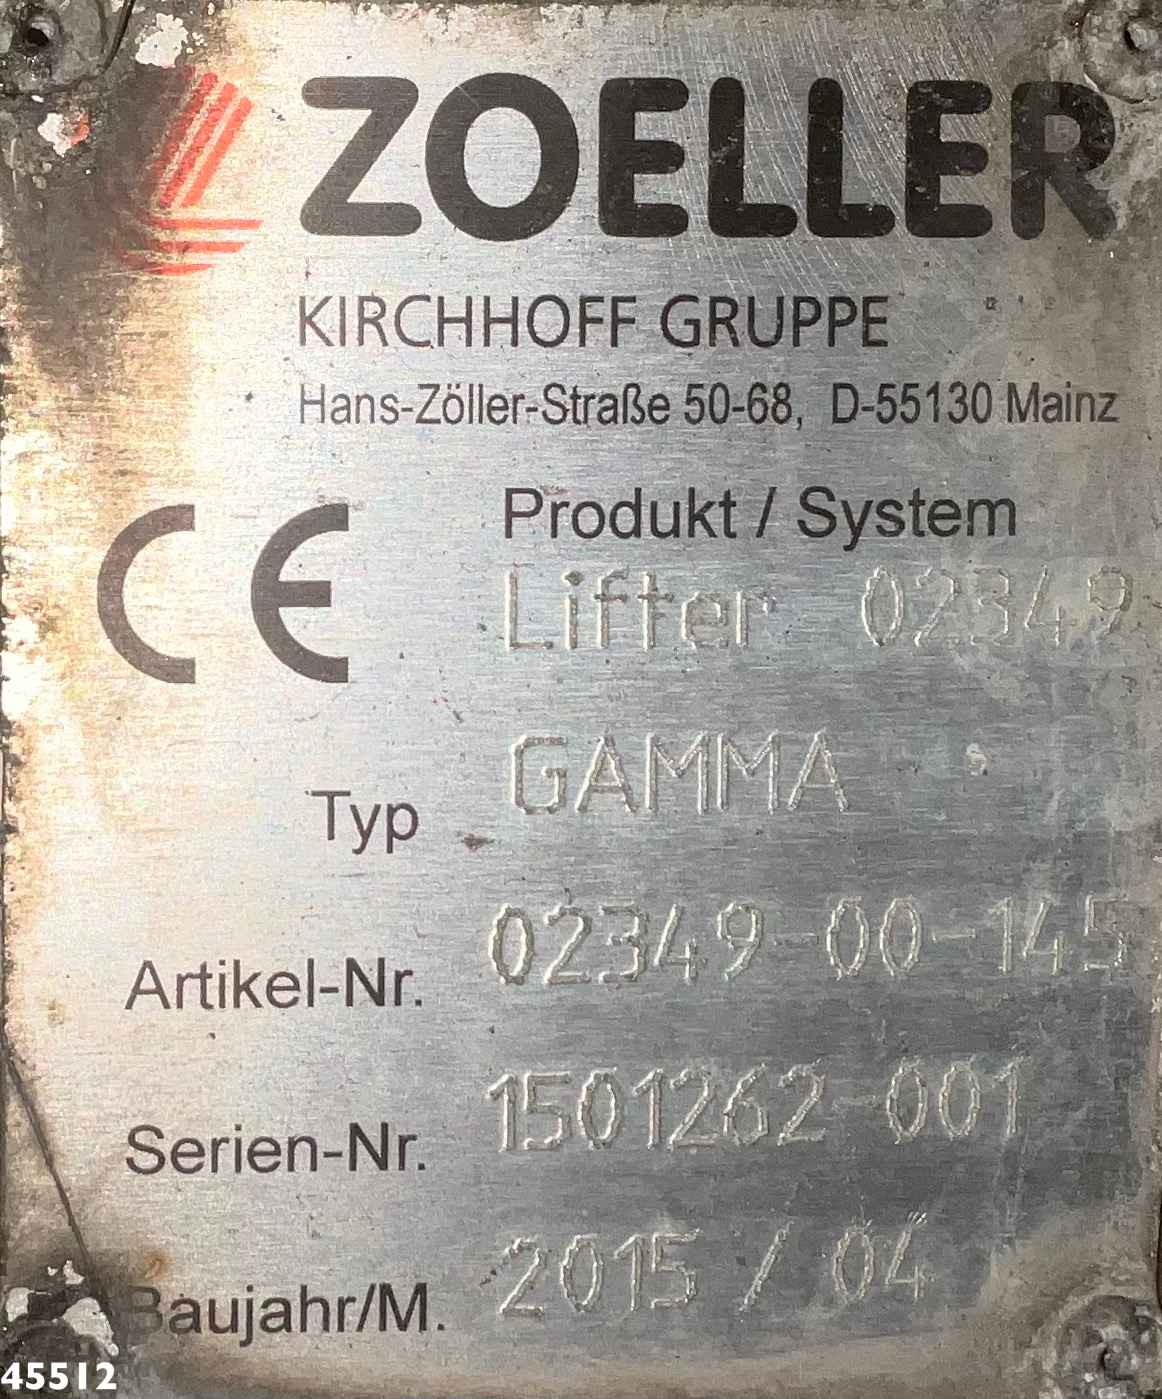 ZOELLER
KIRCHHOFF GRUPPE
Hans-Zöller-Straße 50-68, D-55130 Mainz
CE
Produkt / System
Lifter 02349
Typ GAMMA
Artikel-Nr. 02349-00-145
Serien-Nr. 1501262-001
Baujahr/M. 2015 / 04
45512